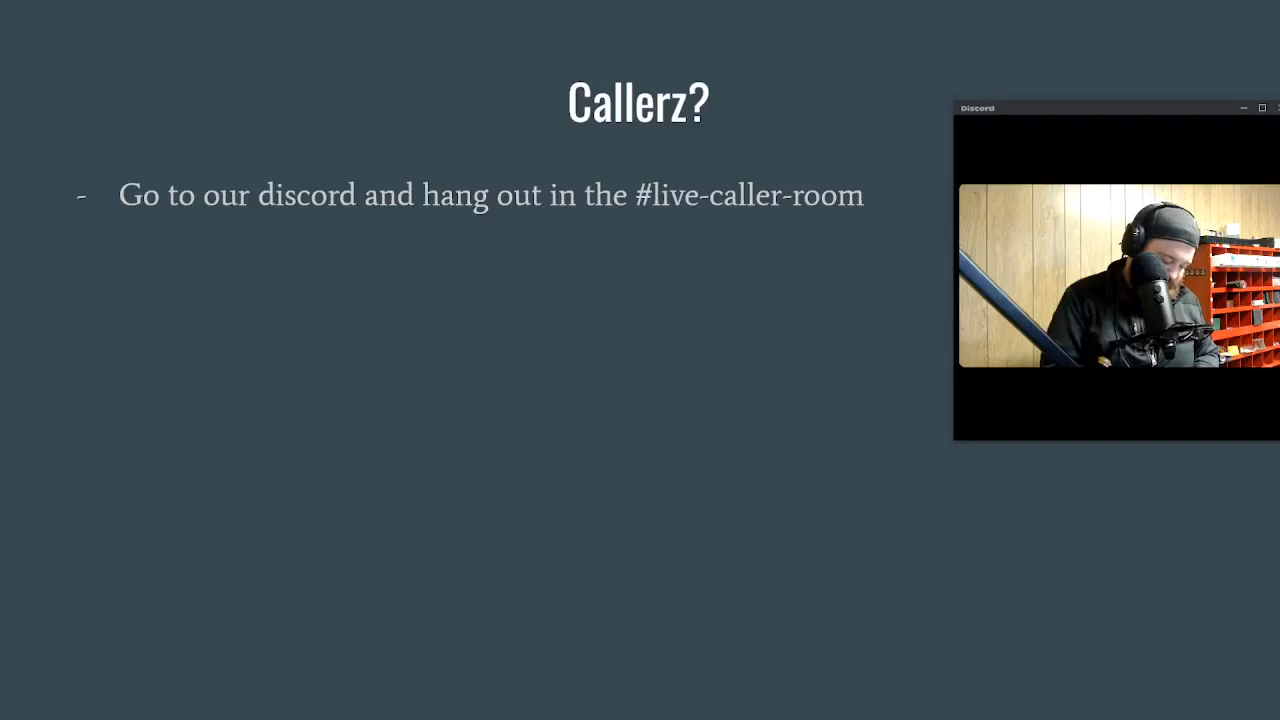 Callerz?
Discord
- Go to our discord and hang out in the #live-caller-room